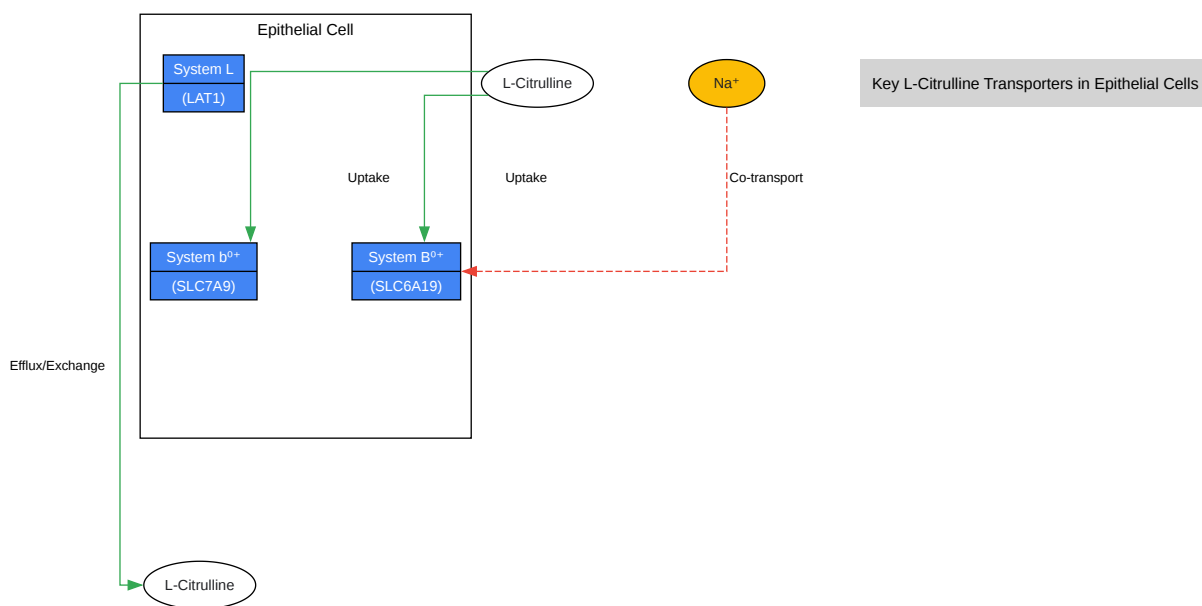 Epithelial Cell
System L
(LAT1)
L-Citrulline
Na⁺
Key L-Citrulline Transporters in Epithelial Cells
Uptake
Uptake
Co-transport
System b⁰⁺
(SLC7A9)
System B⁰⁺
(SLC6A19)
Efflux/Exchange
L-Citrulline